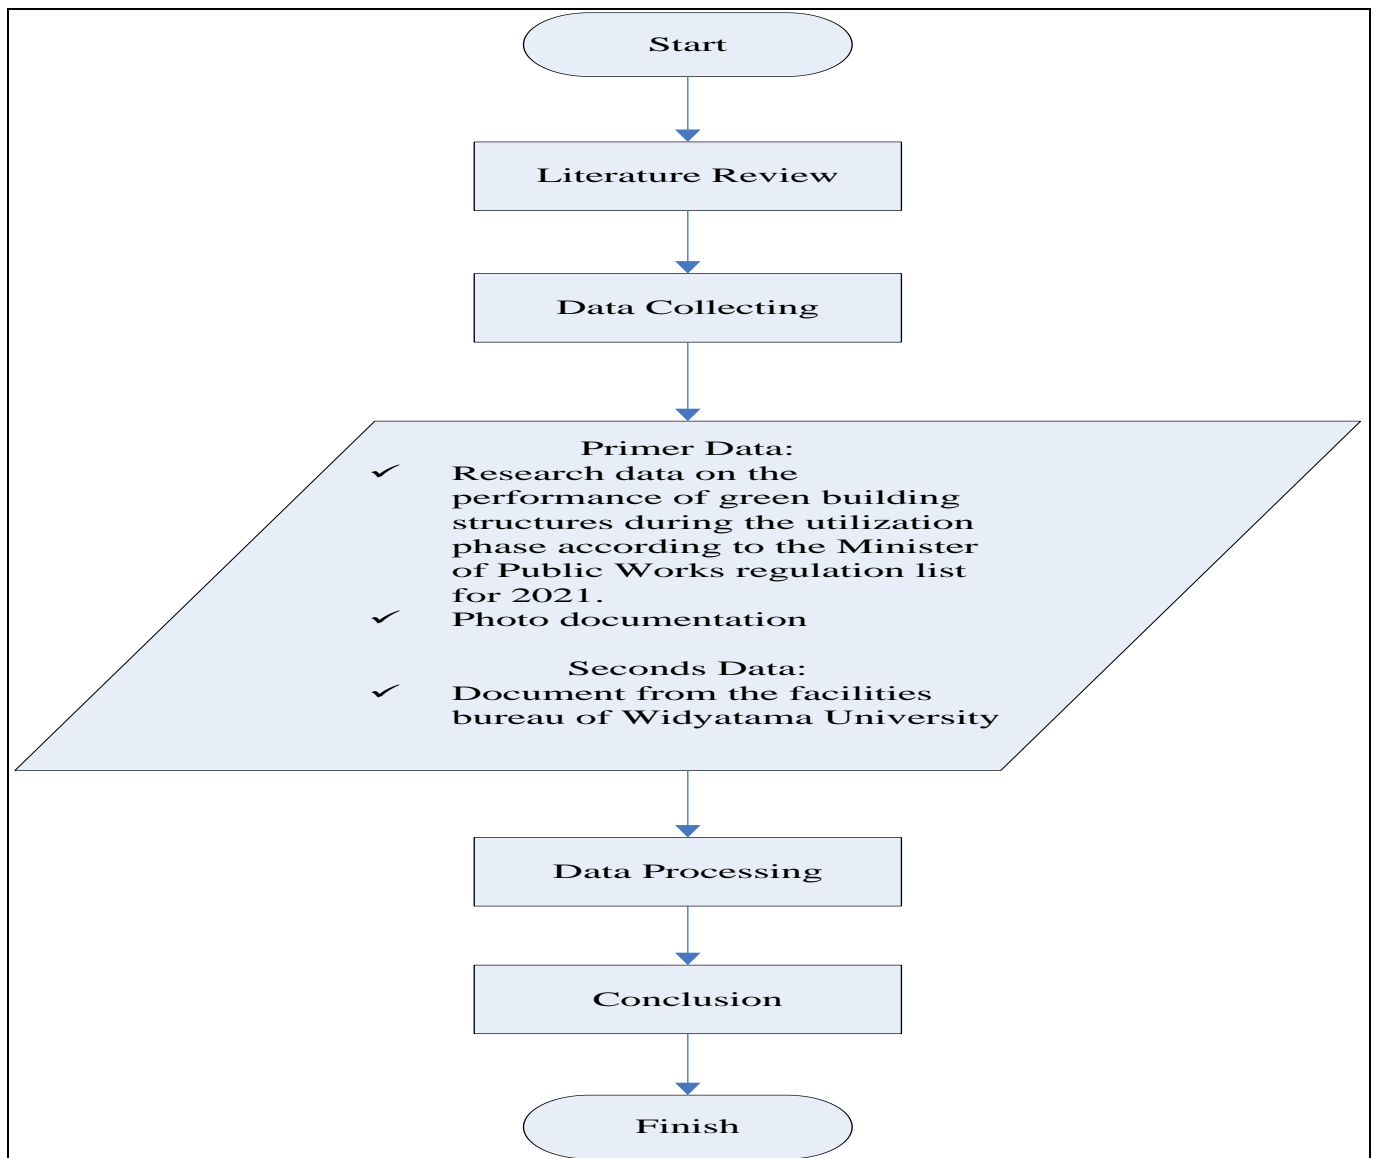 Start
Literature Review
Data Collecting
Primer Data:
✓ Research data on the
performance of green building
structures during the utilization
phase according to the Minister
of Public Works regulation list
for 2021.
✓ Photo documentation
Seconds Data:
✓ Document from the facilities
bureau of Widyatama University
Data Processing
Conclusion
Finish